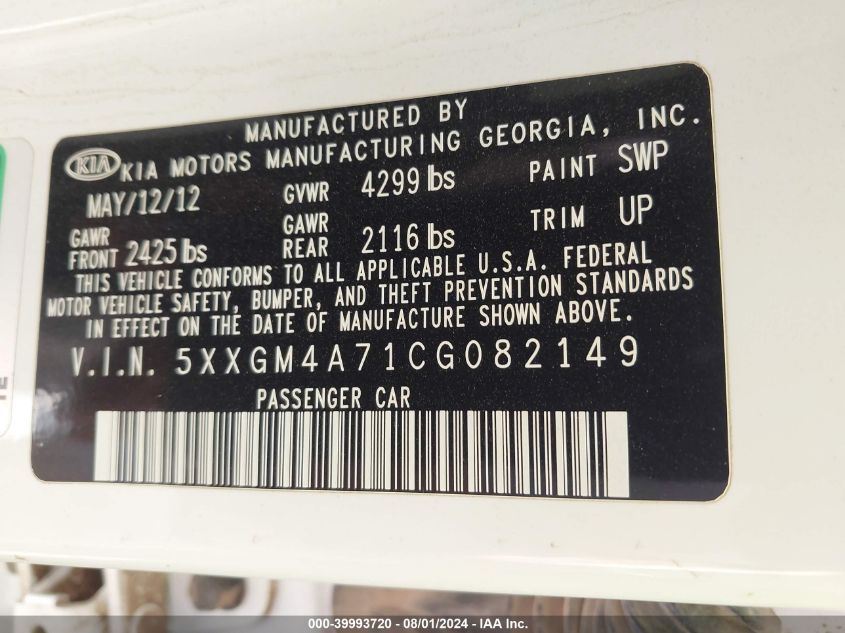 MANUFACTURED BY
KIA KIA MOTORS MANUFACTURING GEORGIA, INC.
MAY/12/12 GVWR 4299 lbs PAINT SWP
GAWR FRONT 2425 lbs GAWR REAR 2116 lbs TRIM UP
THIS VEHICLE CONFORMS TO ALL APPLICABLE U.S.A. FEDERAL
MOTOR VEHICLE SAFETY, BUMPER, AND THEFT PREVENTION STANDARDS
IN EFFECT ON THE DATE OF MANUFACTURE SHOWN ABOVE.
V.I.N. 5XXGM4A71CG082149
PASSENGER CAR
000-39993720 - 08/01/2024 - IAA Inc.